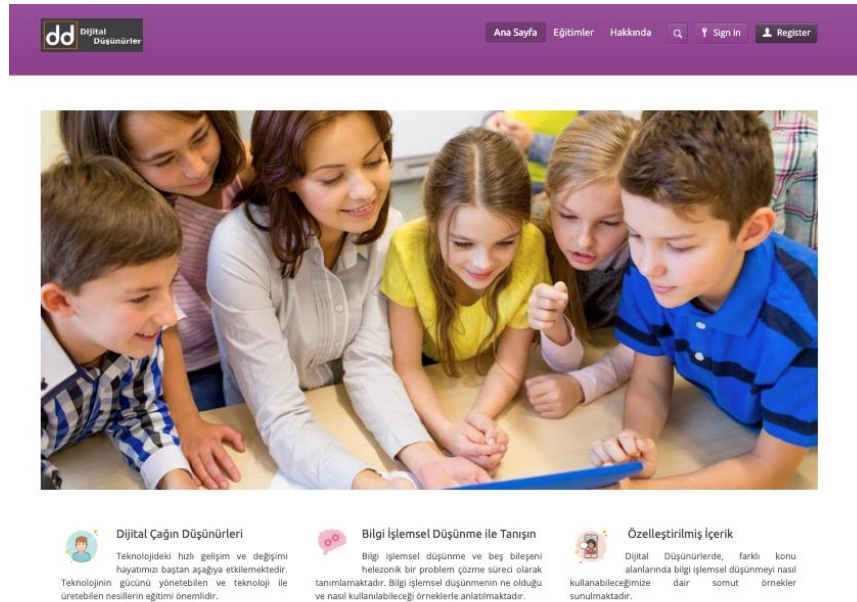 dd Dijital
Düşünürler
Ana Sayfa Eğitimler Hakkında Sign In Register
Dijital Çağın Düşünürleri
Teknolojideki hızlı gelişim ve değişimi
hayatımızı baştan aşağıya etkilemektedir.
Teknolojinin gücünü yönetebilen ve teknoloji ile
üretebilen nesillerin eğitimi önemlidir.
Bilgi İşlemsel Düşünme ile Tanışın
Bilgi işlemsel düşünme ve beş bileşeni
helezonik bir problem çözme süreci olarak
tanımlamaktadır. Bilgi işlemsel düşünmenin ne olduğu
ve nasıl kullanılabileceği örneklerle anlatılmaktadır.
Özelleştirilmiş İçerik
Dijital Düşünürlerde, farklı konu
alanlarında bilgi işlemsel düşünmeyi nasıl
kullanabileceğimize dair somut örnekler
sunulmaktadır.